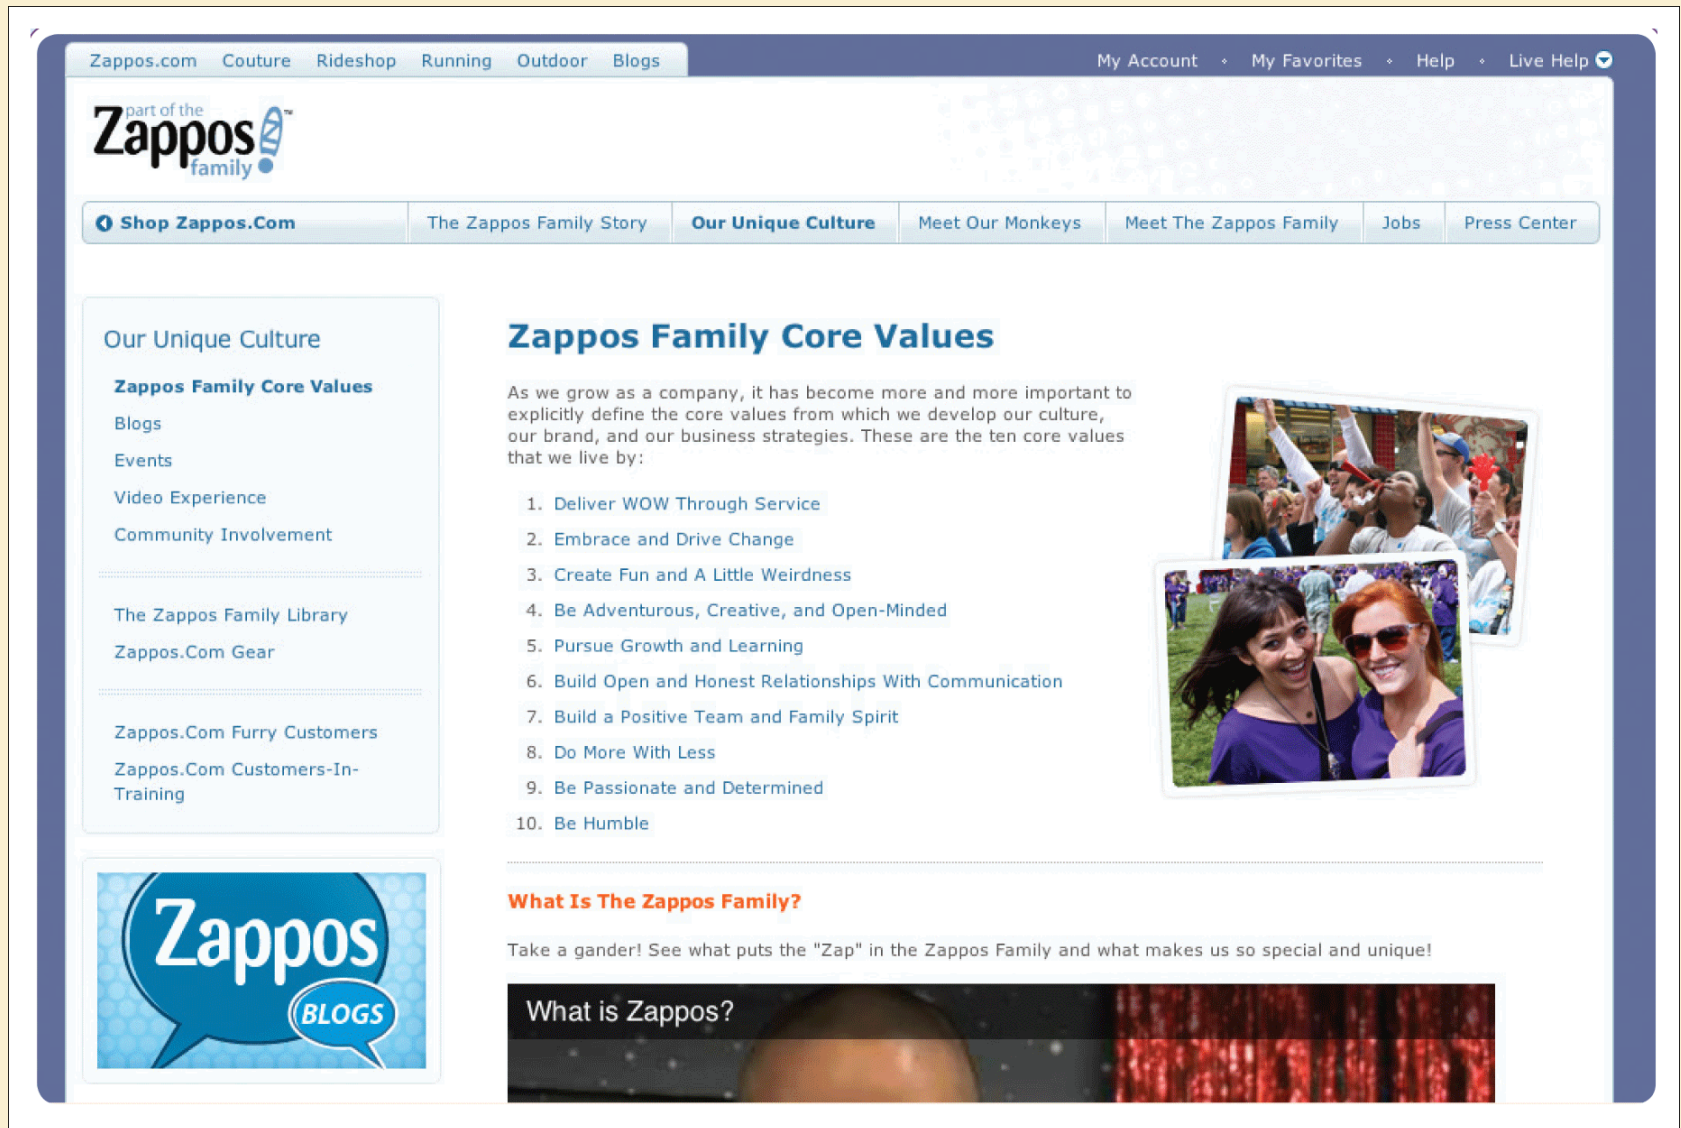 Zappos.com Couture Rideshop Running Outdoor Blogs
My Account My Favorites Help Live Help
part of the
Zappos ™
family
Shop Zappos.Com The Zappos Family Story Our Unique Culture Meet Our Monkeys Meet The Zappos Family Jobs Press Center
Our Unique Culture
Zappos Family Core Values
Blogs
Events
Video Experience
Community Involvement
The Zappos Family Library
Zappos.Com Gear
Zappos.Com Furry Customers
Zappos.Com Customers-In-
Training
Zappos
BLOGS
Zappos Family Core Values
As we grow as a company, it has become more and more important to
explicitly define the core values from which we develop our culture,
our brand, and our business strategies. These are the ten core values
that we live by:
1. Deliver WOW Through Service
2. Embrace and Drive Change
3. Create Fun and A Little Weirdness
4. Be Adventurous, Creative, and Open-Minded
5. Pursue Growth and Learning
6. Build Open and Honest Relationships With Communication
7. Build a Positive Team and Family Spirit
8. Do More With Less
9. Be Passionate and Determined
10. Be Humble
What Is The Zappos Family?
Take a gander! See what puts the "Zap" in the Zappos Family and what makes us so special and unique!
What is Zappos?